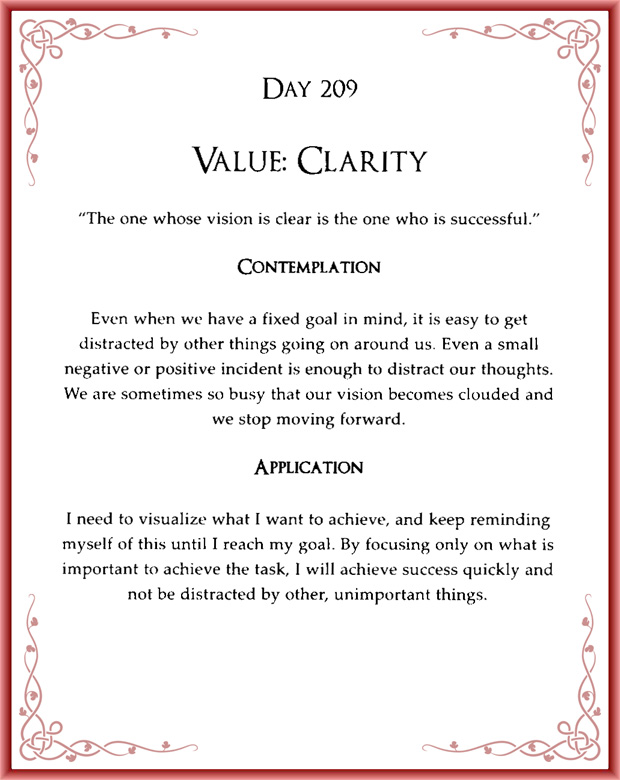 Day 209
Value: Clarity
“The one whose vision is clear is the one who is successful.”
Contemplation
Even when we have a fixed goal in mind, it is easy to get
distracted by other things going on around us. Even a small
negative or positive incident is enough to distract our thoughts.
We are sometimes so busy that our vision becomes clouded and
we stop moving forward.
Application
I need to visualize what I want to achieve, and keep reminding
myself of this until I reach my goal. By focusing only on what is
important to achieve the task, I will achieve success quickly and
not be distracted by other, unimportant things.